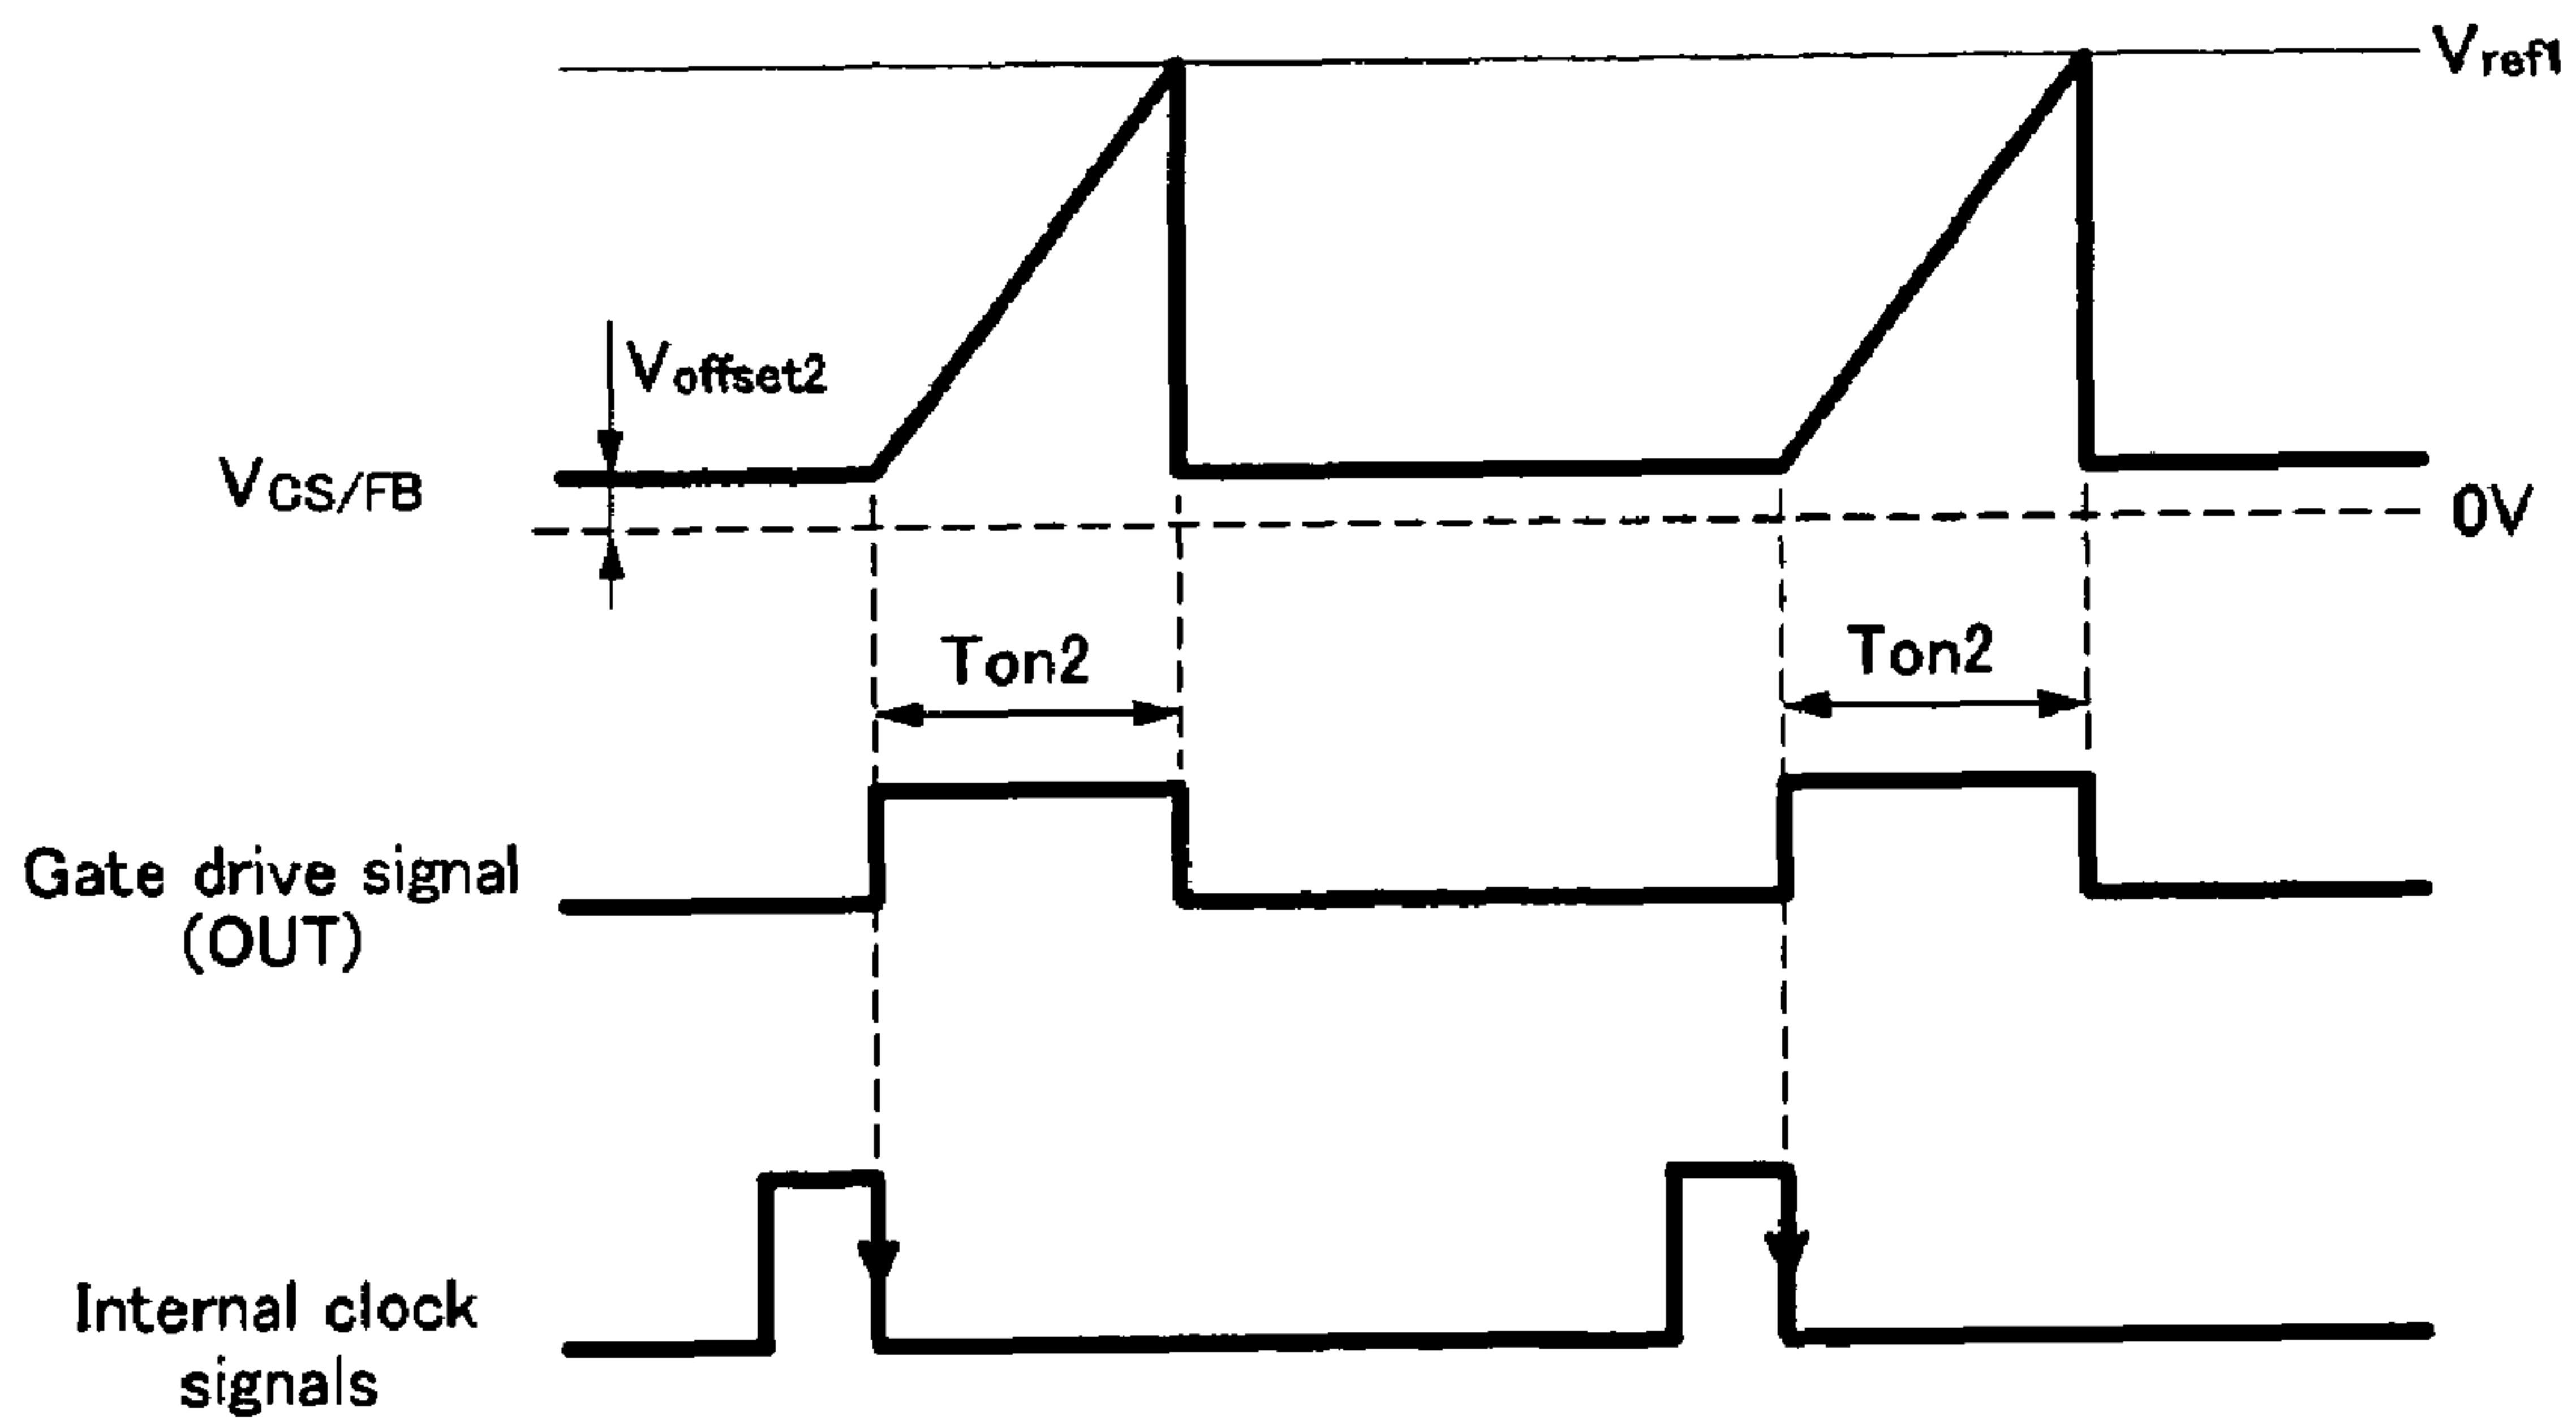 Vref1
Voffset2
VCS/FB
0V
Ton2
Ton2
Gate drive signal
(OUT)
Internal clock
signals